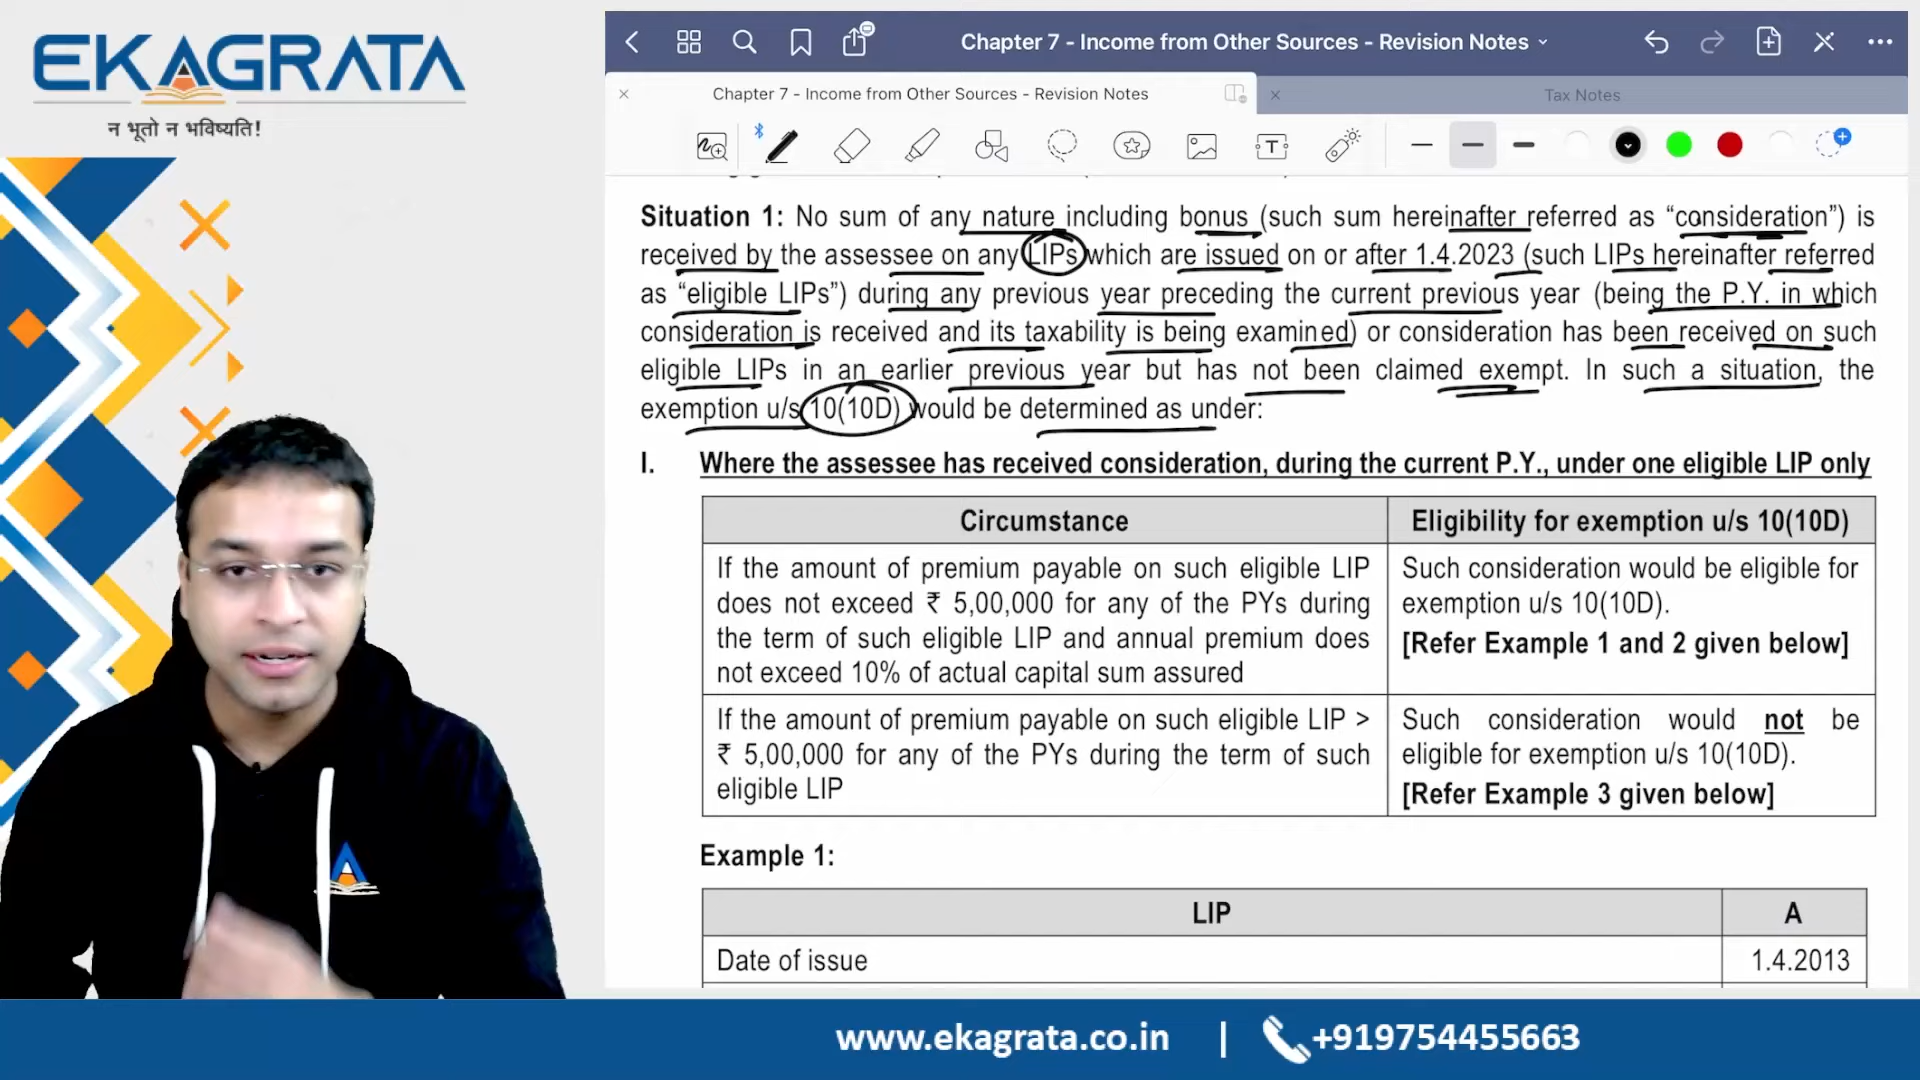 EKAGRATA
न भूतो न भविष्यति!
Chapter 7 - Income from Other Sources - Revision Notes
Chapter 7 - Income from Other Sources - Revision Notes
Tax Notes
Situation 1: No sum of any nature including bonus (such sum hereinafter referred as “consideration”) is
received by the assessee on any LIPs which are issued on or after 1.4.2023 (such LIPs hereinafter referred
as “eligible LIPs”) during any previous year preceding the current previous year (being the P.Y. in which
consideration is received and its taxability is being examined) or consideration has been received on such
eligible LIPs in an earlier previous year but has not been claimed exempt. In such a situation, the
exemption u/s 10(10D) would be determined as under:
I. Where the assessee has received consideration, during the current P.Y., under one eligible LIP only
Circumstance
Eligibility for exemption u/s 10(10D)
If the amount of premium payable on such eligible LIP
does not exceed ₹ 5,00,000 for any of the PYs during
the term of such eligible LIP and annual premium does
not exceed 10% of actual capital sum assured
Such consideration would be eligible for
exemption u/s 10(10D).
[Refer Example 1 and 2 given below]
If the amount of premium payable on such eligible LIP >
₹ 5,00,000 for any of the PYs during the term of such
eligible LIP
Such consideration would not be
eligible for exemption u/s 10(10D).
[Refer Example 3 given below]
Example 1:
LIP
A
Date of issue
1.4.2013
www.ekagrata.co.in | +919754455663